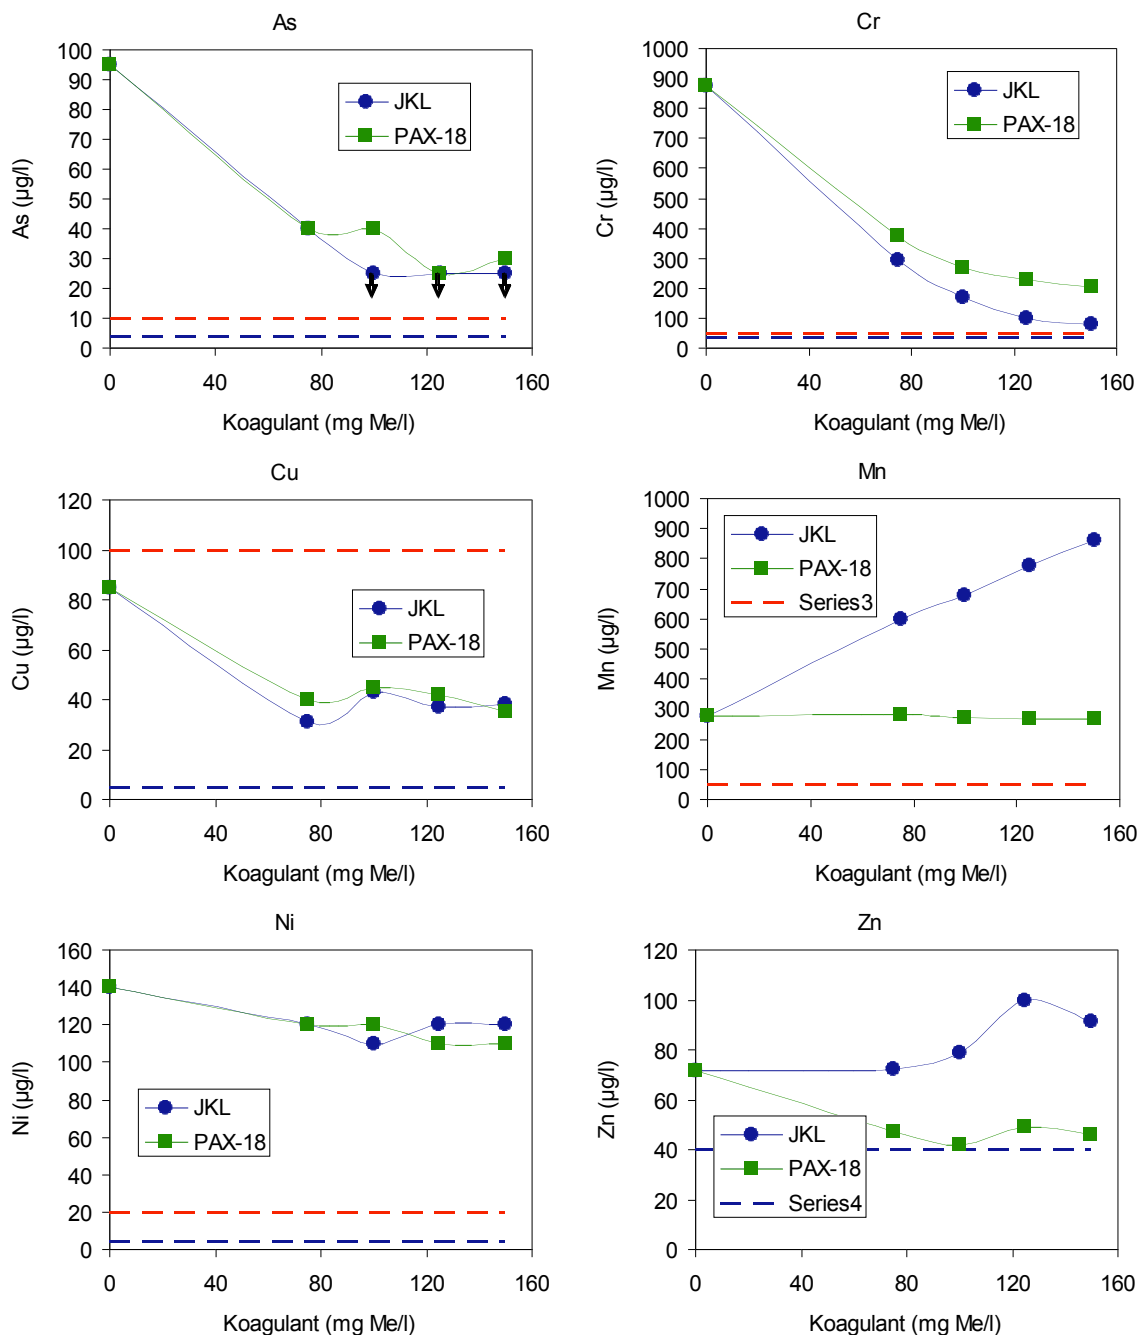 As
100
90
80
70
60
50
40
30
20
10
0
As (µg/l)
JKL
PAX-18
0 40 80 120 160
Koagulant (mg Me/l)
Cr
1000
900
800
700
600
500
400
300
200
100
0
Cr (µg/l)
JKL
PAX-18
0 40 80 120 160
Koagulant (mg Me/l)
Cu
120
100
80
60
40
20
0
Cu (µg/l)
JKL
PAX-18
0 40 80 120 160
Koagulant (mg Me/l)
Mn
1000
900
800
700
600
500
400
300
200
100
0
Mn (µg/l)
JKL
PAX-18
Series3
0 40 80 120 160
Koagulant (mg Me/l)
Ni
160
140
120
100
80
60
40
20
0
Ni (µg/l)
JKL
PAX-18
0 40 80 120 160
Koagulant (mg Me/l)
Zn
120
100
80
60
40
20
0
Zn (µg/l)
JKL
PAX-18
Series4
0 40 80 120 160
Koagulant (mg Me/l)